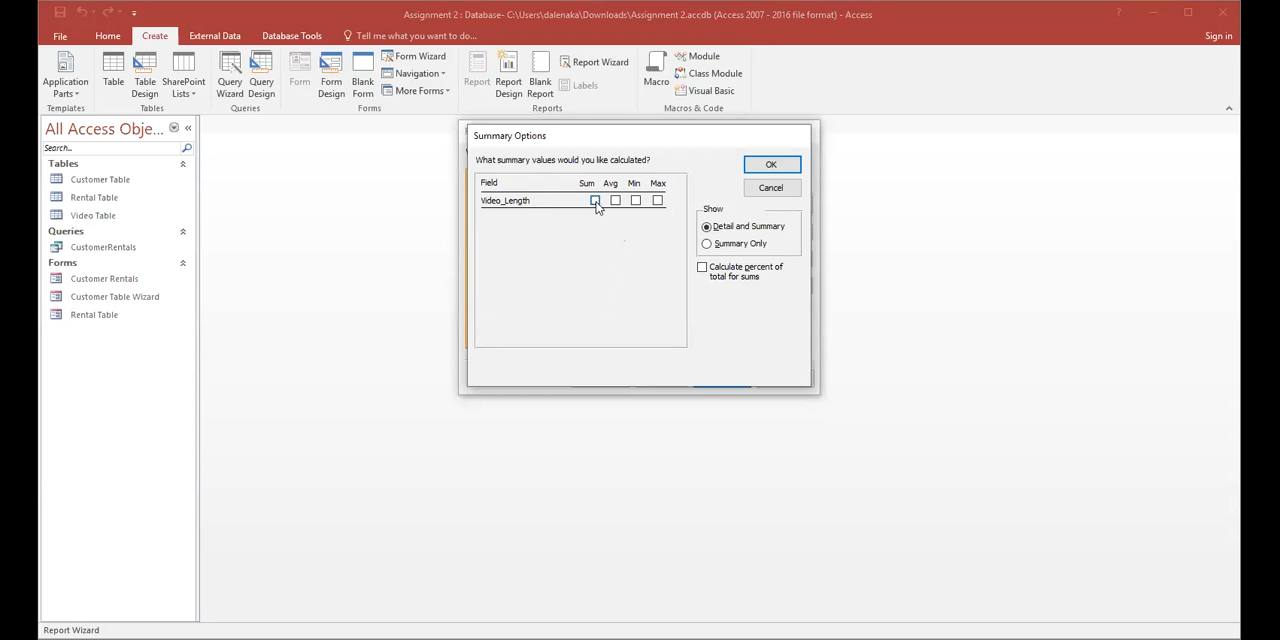 Assignment 2 : Database- C:\Users\dalenaka\Downloads\Assignment 2.accdb (Access 2007 - 2016 file format) - Access
File Home Create External Data Database Tools Tell me what you want to do... Sign in
Application Parts
Table
Table Design
SharePoint Lists
Query Wizard
Query Design
Form
Form Design
Blank Form
Form Wizard
Navigation
More Forms
Report
Report Design
Blank Report
Report Wizard
Labels
Macro
Module
Class Module
Visual Basic
Templates Tables Queries Forms Reports Macros & Code
All Access Obje...
Search...
Tables
Customer Table
Rental Table
Video Table
Queries
CustomerRentals
Forms
Customer Rentals
Customer Table Wizard
Rental Table
Summary Options
What summary values would you like calculated?
Field Sum Avg Min Max
Video_Length
OK
Cancel
Show
Detail and Summary
Summary Only
Calculate percent of
total for sums
Report Wizard